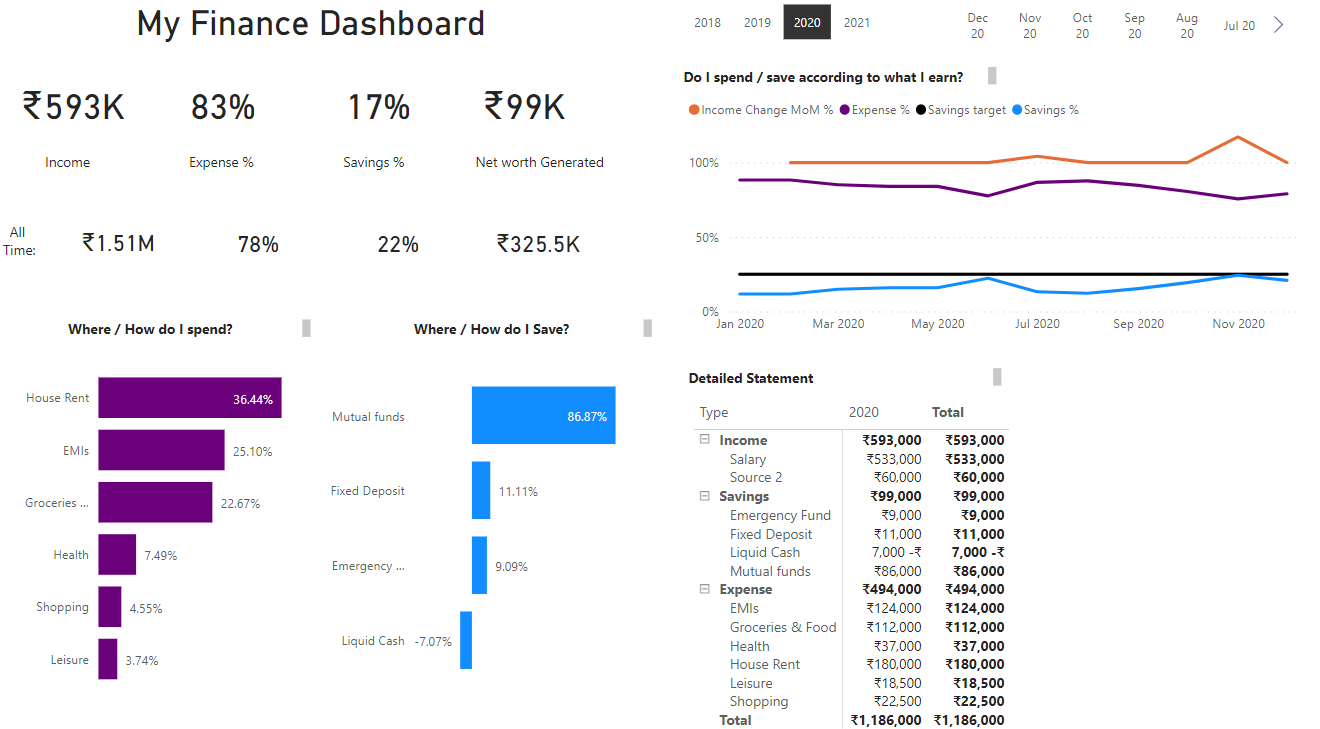 My Finance Dashboard
₹593K 83% 17% ₹99K
Income Expense % Savings % Net worth Generated
All Time: ₹1.51M 78% 22% ₹325.5K
Where / How do I spend?
House Rent 36.44%
EMIs 25.10%
Groceries ... 22.67%
Health 7.49%
Shopping 4.55%
Leisure 3.74%
Where / How do I Save?
Mutual funds 86.87%
Fixed Deposit 11.11%
Emergency ... 9.09%
Liquid Cash -7.07%
2018 2019 2020 2021
Dec 20 Nov 20 Oct 20 Sep 20 Aug 20 Jul 20
Do I spend / save according to what I earn?
Income Change MoM % Expense % Savings target Savings %
100%
50%
0%
Jan 2020 Mar 2020 May 2020 Jul 2020 Sep 2020 Nov 2020
Detailed Statement
Type 2020 Total
Income ₹593,000 ₹593,000
Salary ₹533,000 ₹533,000
Source 2 ₹60,000 ₹60,000
Savings ₹99,000 ₹99,000
Emergency Fund ₹9,000 ₹9,000
Fixed Deposit ₹11,000 ₹11,000
Liquid Cash 7,000 -₹ 7,000 -₹
Mutual funds ₹86,000 ₹86,000
Expense ₹494,000 ₹494,000
EMIs ₹124,000 ₹124,000
Groceries & Food ₹112,000 ₹112,000
Health ₹37,000 ₹37,000
House Rent ₹180,000 ₹180,000
Leisure ₹18,500 ₹18,500
Shopping ₹22,500 ₹22,500
Total ₹1,186,000 ₹1,186,000